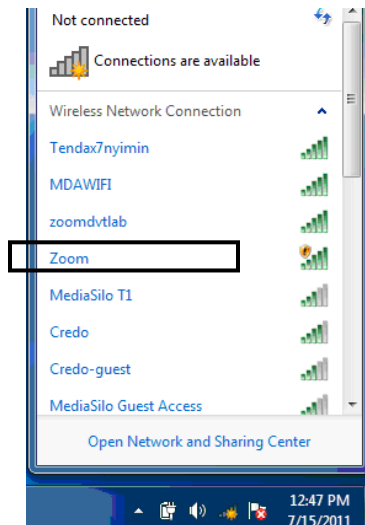 Not connected
Connections are available
Wireless Network Connection
Tendax7nyimin
MDAWIFI
zoomdvtlab
Zoom
MediaSilo T1
Credo
Credo-guest
MediaSilo Guest Access
Open Network and Sharing Center
12:47 PM
7/15/2011